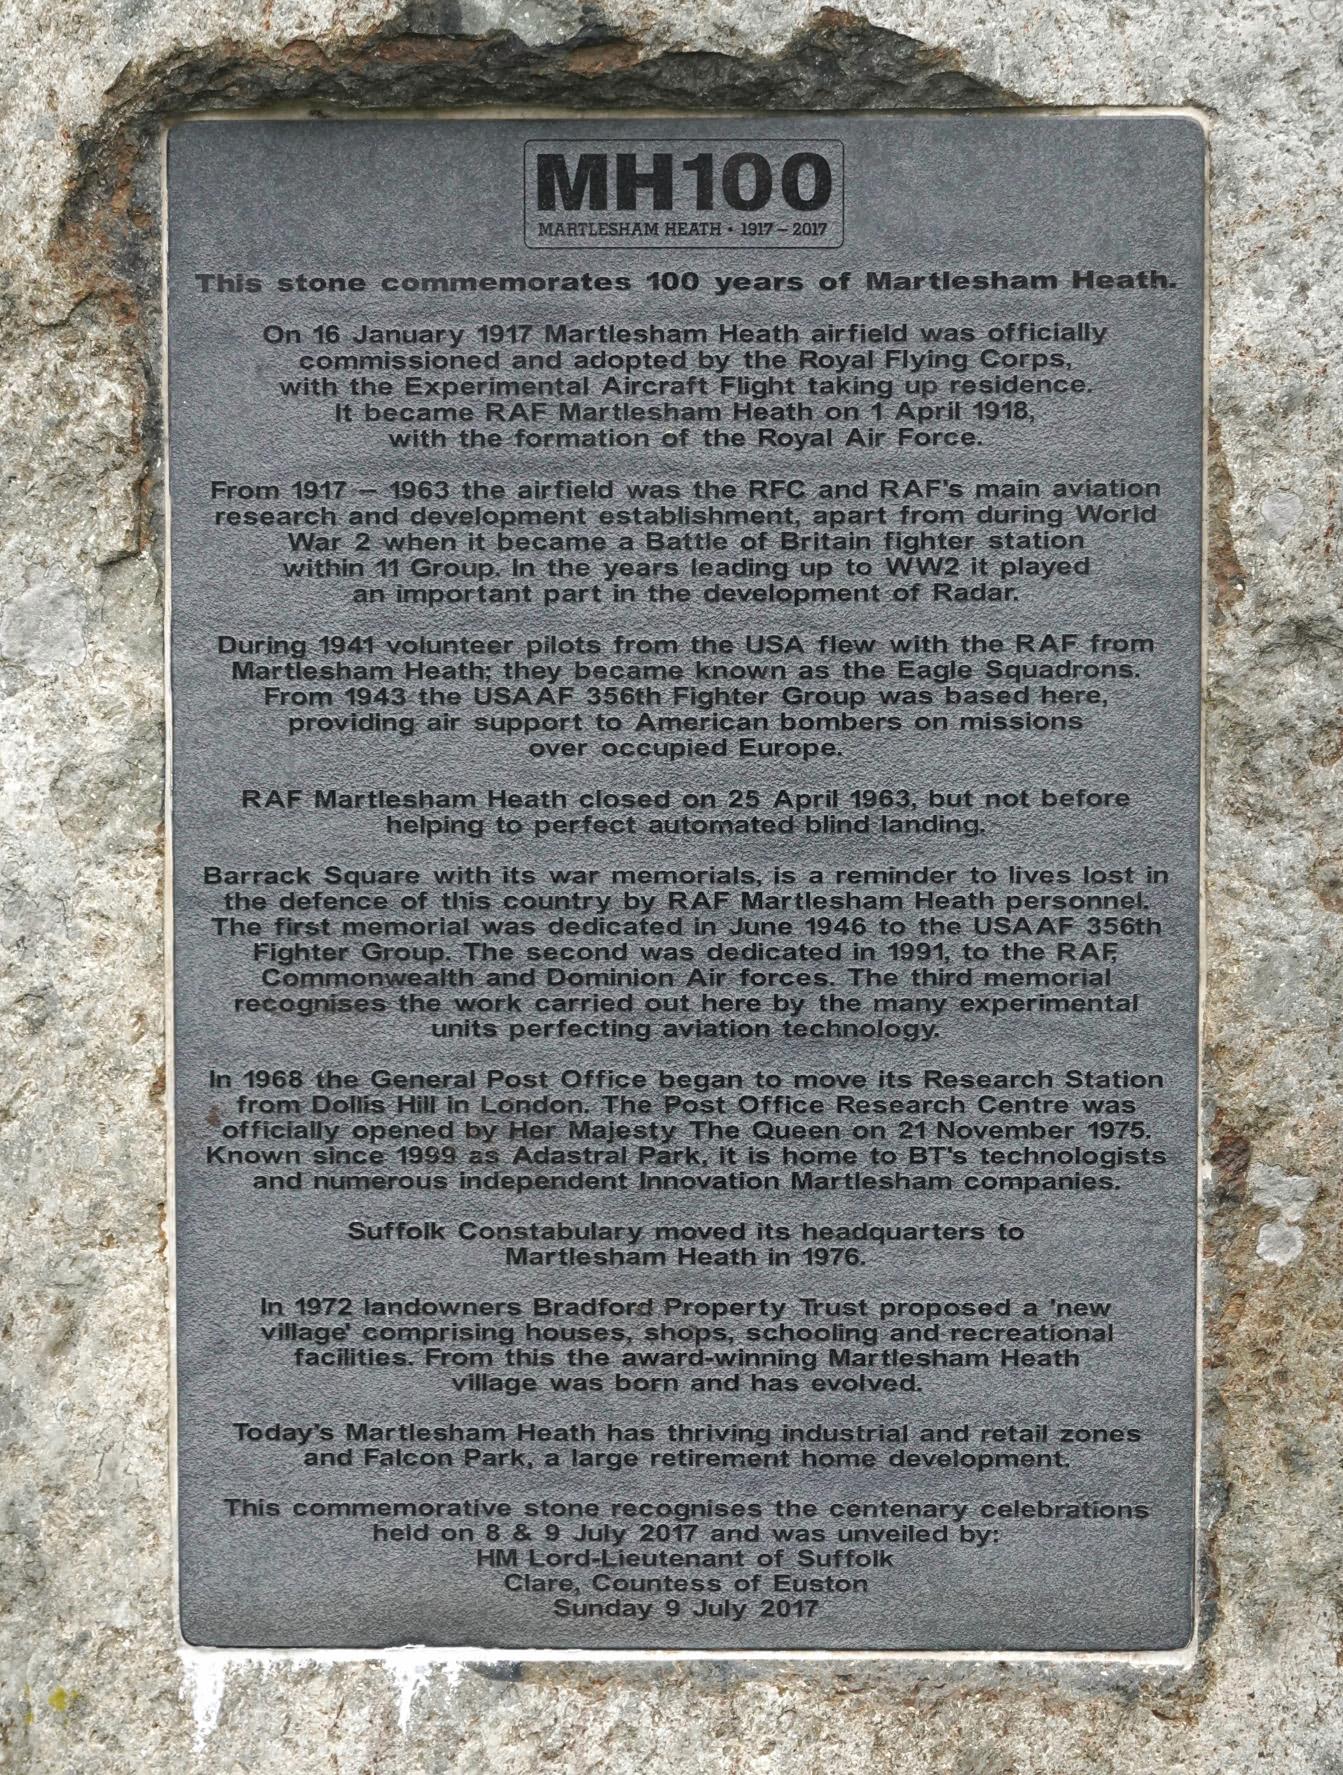 MH100
MARTLESHAM HEATH • 1917 – 2017
This stone commemorates 100 years of Martlesham Heath.
On 16 January 1917 Martlesham Heath airfield was officially
commissioned and adopted by the Royal Flying Corps,
with the Experimental Aircraft Flight taking up residence.
It became RAF Martlesham Heath on 1 April 1918,
with the formation of the Royal Air Force.
From 1917 – 1963 the airfield was the RFC and RAF's main aviation
research and development establishment, apart from during World
War 2 when it became a Battle of Britain fighter station
within 11 Group. In the years leading up to WW2 it played
an important part in the development of Radar.
During 1941 volunteer pilots from the USA flew with the RAF from
Martlesham Heath; they became known as the Eagle Squadrons.
From 1943 the USAAF 356th Fighter Group was based here,
providing air support to American bombers on missions
over occupied Europe.
RAF Martlesham Heath closed on 25 April 1963, but not before
helping to perfect automated blind landing.
Barrack Square with its war memorials, is a reminder to lives lost in
the defence of this country by RAF Martlesham Heath personnel.
The first memorial was dedicated in June 1946 to the USAAF 356th
Fighter Group. The second was dedicated in 1991, to the RAF,
Commonwealth and Dominion Air forces. The third memorial
recognises the work carried out here by the many experimental
units perfecting aviation technology.
In 1968 the General Post Office began to move its Research Station
from Dollis Hill in London. The Post Office Research Centre was
officially opened by Her Majesty The Queen on 21 November 1975.
Known since 1999 as Adastral Park, it is home to BT's technologists
and numerous independent Innovation Martlesham companies.
Suffolk Constabulary moved its headquarters to
Martlesham Heath in 1976.
In 1972 landowners Bradford Property Trust proposed a 'new
village' comprising houses, shops, schooling and recreational
facilities. From this the award-winning Martlesham Heath
village was born and has evolved.
Today's Martlesham Heath has thriving industrial and retail zones
and Falcon Park, a large retirement home development.
This commemorative stone recognises the centenary celebrations
held on 8 & 9 July 2017 and was unveiled by:
HM Lord-Lieutenant of Suffolk
Clare, Countess of Euston
Sunday 9 July 2017